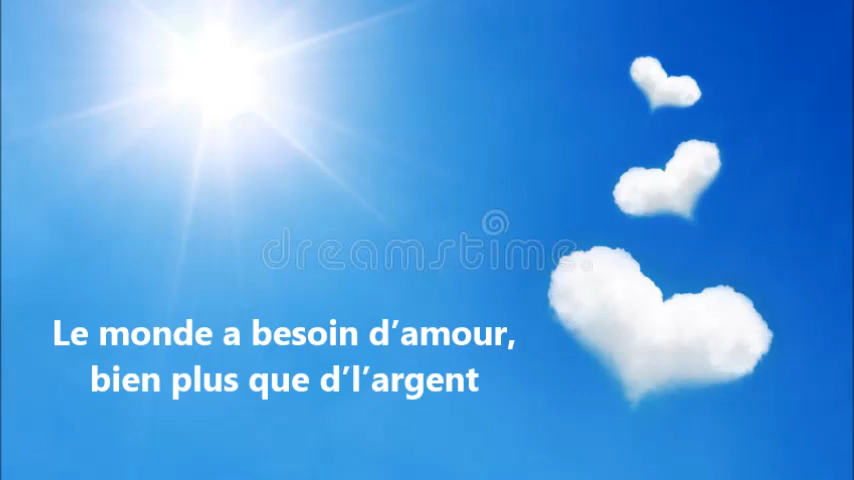 dreamstime.
Le monde a besoin d’amour,
bien plus que d’l’argent